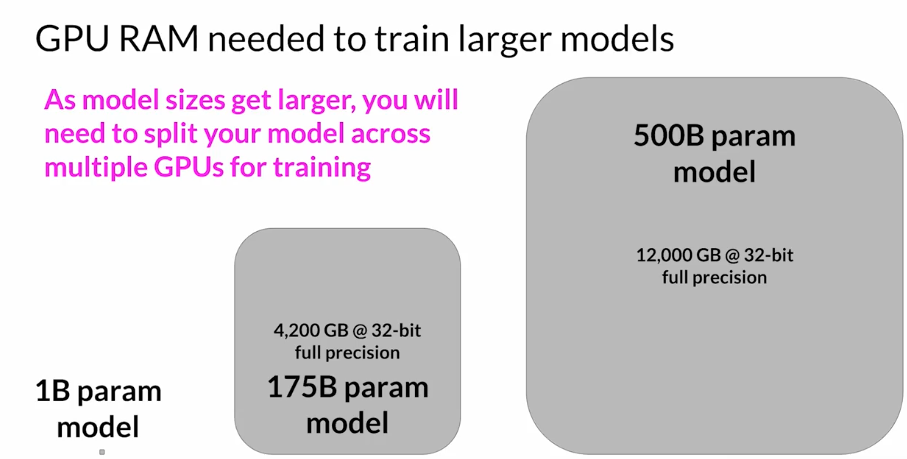 GPU RAM needed to train larger models
As model sizes get larger, you will
need to split your model across
multiple GPUs for training
500B param
model
12,000 GB @ 32-bit
full precision
4,200 GB @ 32-bit
full precision
175B param
model
1B param
model